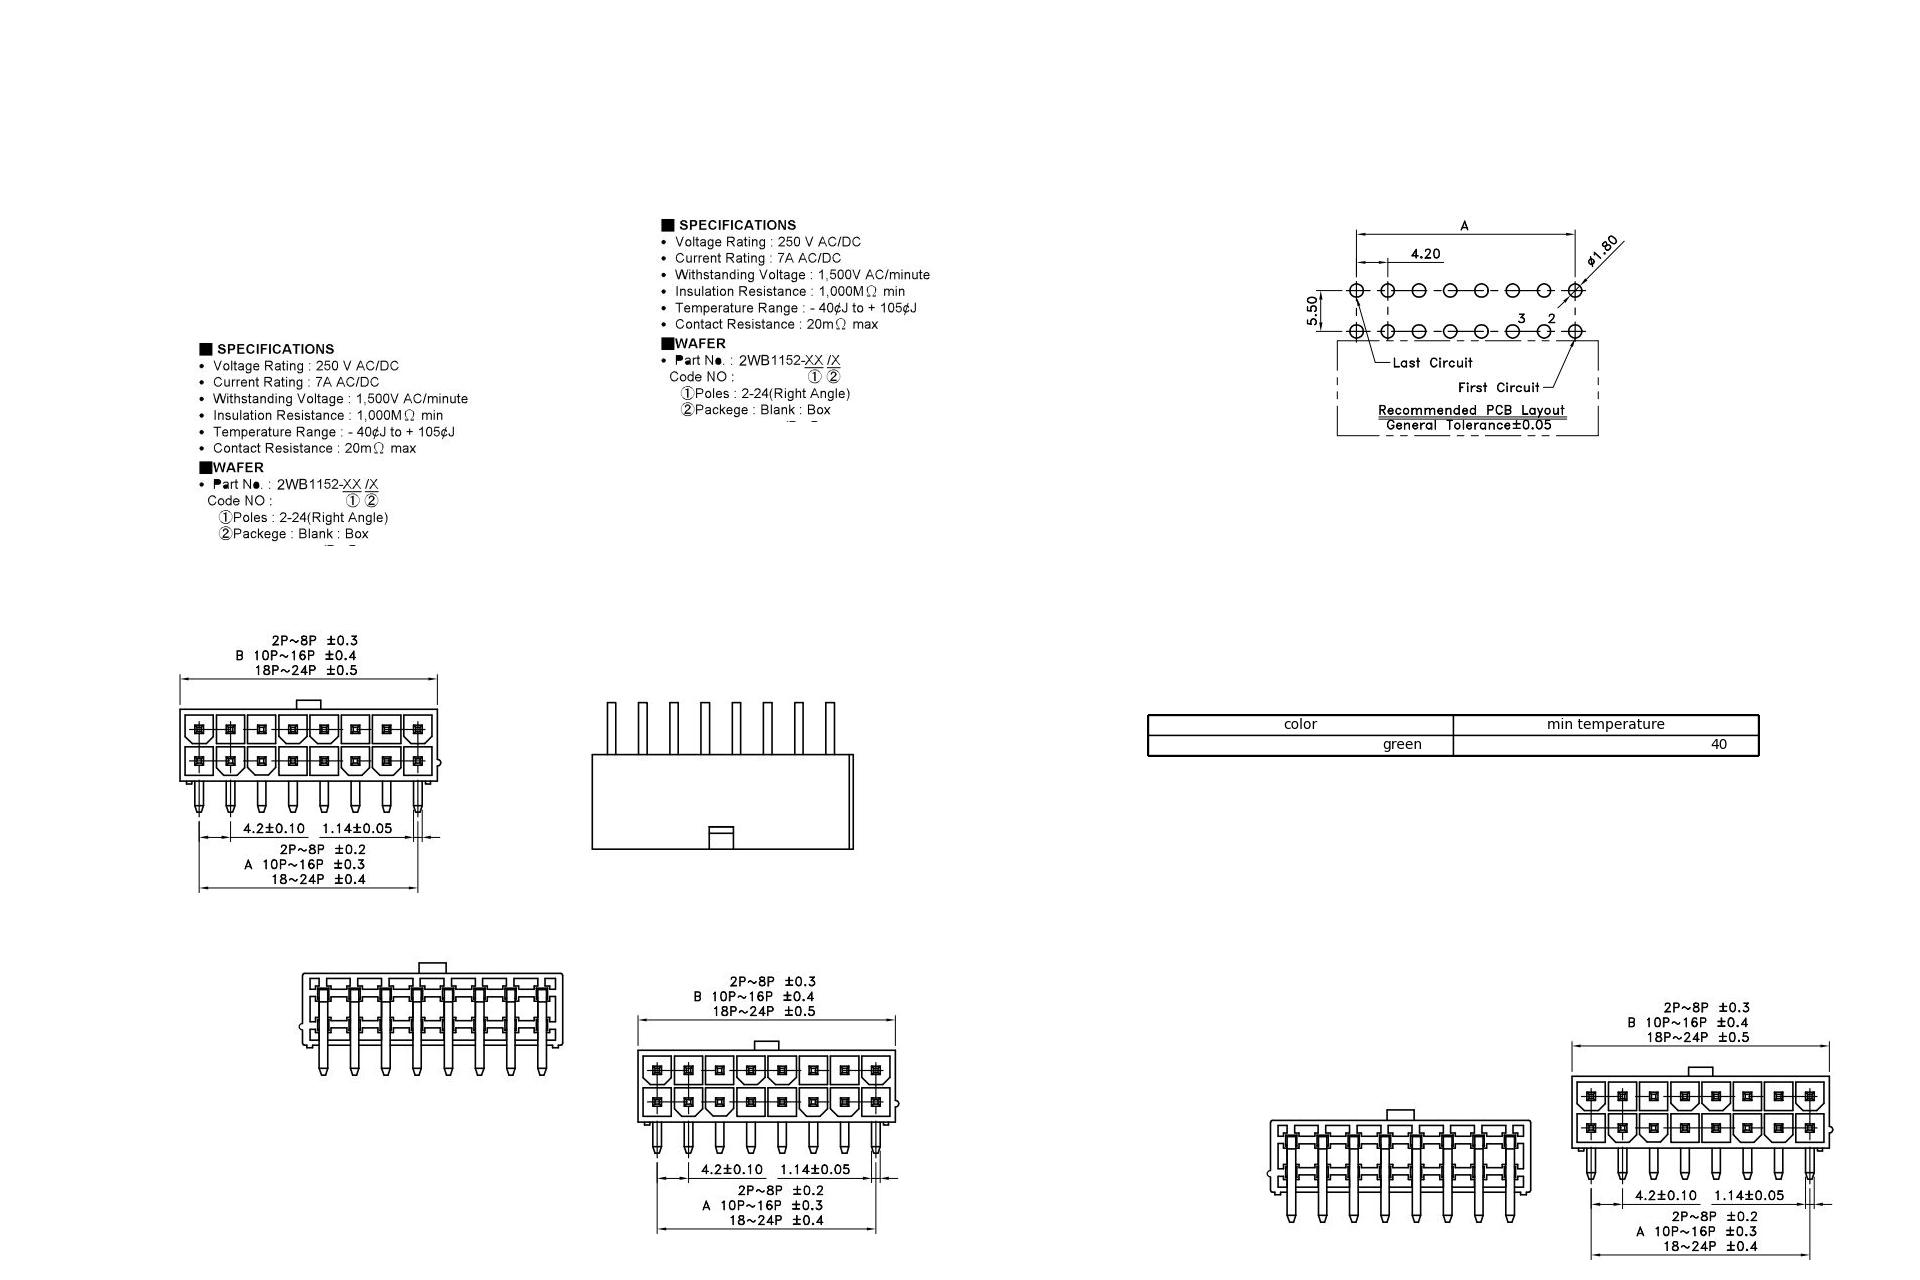 ■ SPECIFICATIONS
• Voltage Rating : 250 V AC/DC
• Current Rating : 7A AC/DC
• Withstanding Voltage : 1,500V AC/minute
• Insulation Resistance : 1,000MΩ min
• Temperature Range : - 40¢J to + 105¢J
• Contact Resistance : 20mΩ max
■WAFER
• Part No. : 2WB1152-XX /X
Code NO : ① ②
①Poles : 2-24(Right Angle)
②Packege : Blank : Box
■ SPECIFICATIONS
• Voltage Rating : 250 V AC/DC
• Current Rating : 7A AC/DC
• Withstanding Voltage : 1,500V AC/minute
• Insulation Resistance : 1,000MΩ min
• Temperature Range : - 40¢J to + 105¢J
• Contact Resistance : 20mΩ max
■WAFER
• Part No. : 2WB1152-XX /X
Code NO : ① ②
①Poles : 2-24(Right Angle)
②Packege : Blank : Box
A
4.20
ø1.80
5.50
3 2
Last Circuit
First Circuit
Recommended PCB Layout
General Tolerance±0.05
2P~8P ±0.3
B 10P~16P ±0.4
18P~24P ±0.5
4.2±0.10 1.14±0.05
2P~8P ±0.2
A 10P~16P ±0.3
18~24P ±0.4
color min temperature
green 40
2P~8P ±0.3
B 10P~16P ±0.4
18P~24P ±0.5
4.2±0.10 1.14±0.05
2P~8P ±0.2
A 10P~16P ±0.3
18~24P ±0.4
2P~8P ±0.3
B 10P~16P ±0.4
18P~24P ±0.5
4.2±0.10 1.14±0.05
2P~8P ±0.2
A 10P~16P ±0.3
18~24P ±0.4